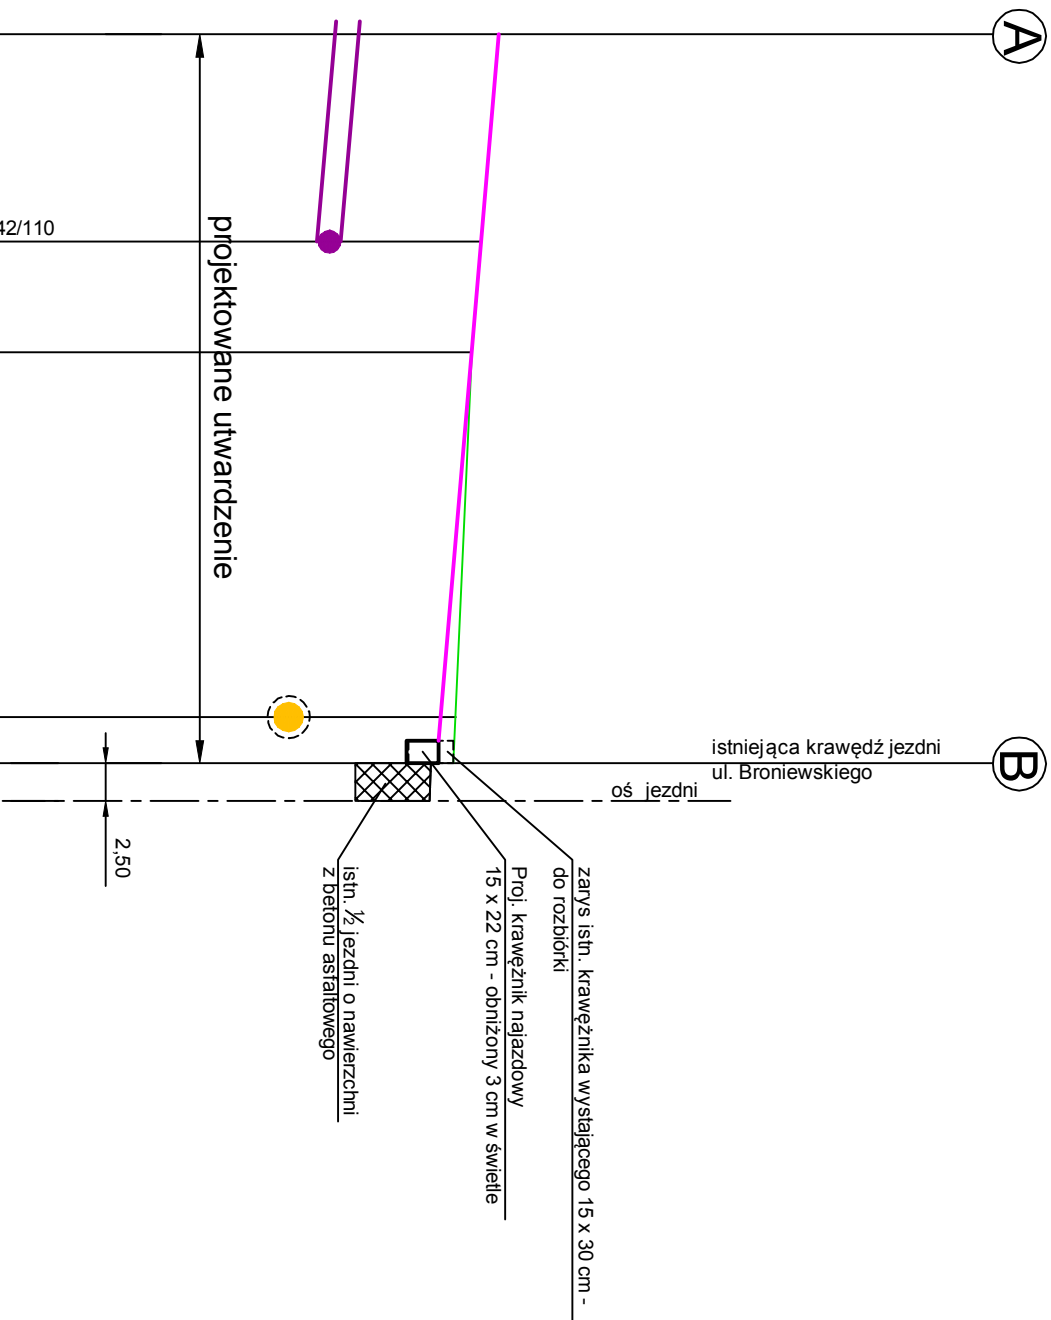 A
42/110
projektowane utwardzenie
istniejąca krawędź jezdni
ul. Broniewskiego
B
oś jezdni
2,50
zarys istn. krawężnika wystającego 15 x 30 cm -
do rozbiórki
Proj. krawężnik najazdowy
15 x 22 cm - obniżony 3 cm w świetle
istn. ½ jezdni o nawierzchni
z betonu asfaltowego